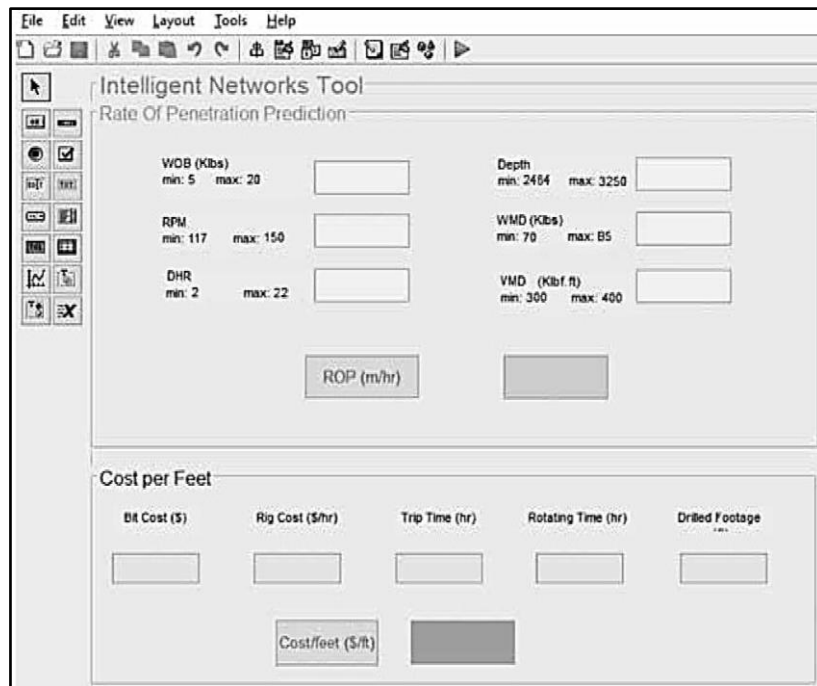 File Edit View Layout Tools Help
Intelligent Networks Tool
Rate Of Penetration Prediction
WOB (Klbs)
min: 5 max: 20
Depth
min: 2464 max: 3250
RPM
min: 117 max: 150
WMD (Klbs)
min: 70 max: B5
DHR
min: 2 max: 22
VMD (Klbf.ft)
min: 300 max: 400
ROP (m/hr)
Cost per Feet
Bit Cost ($) Rig Cost ($/hr) Trip Time (hr) Rotating Time (hr) Drilled Footage
Cost/feet ($/ft)